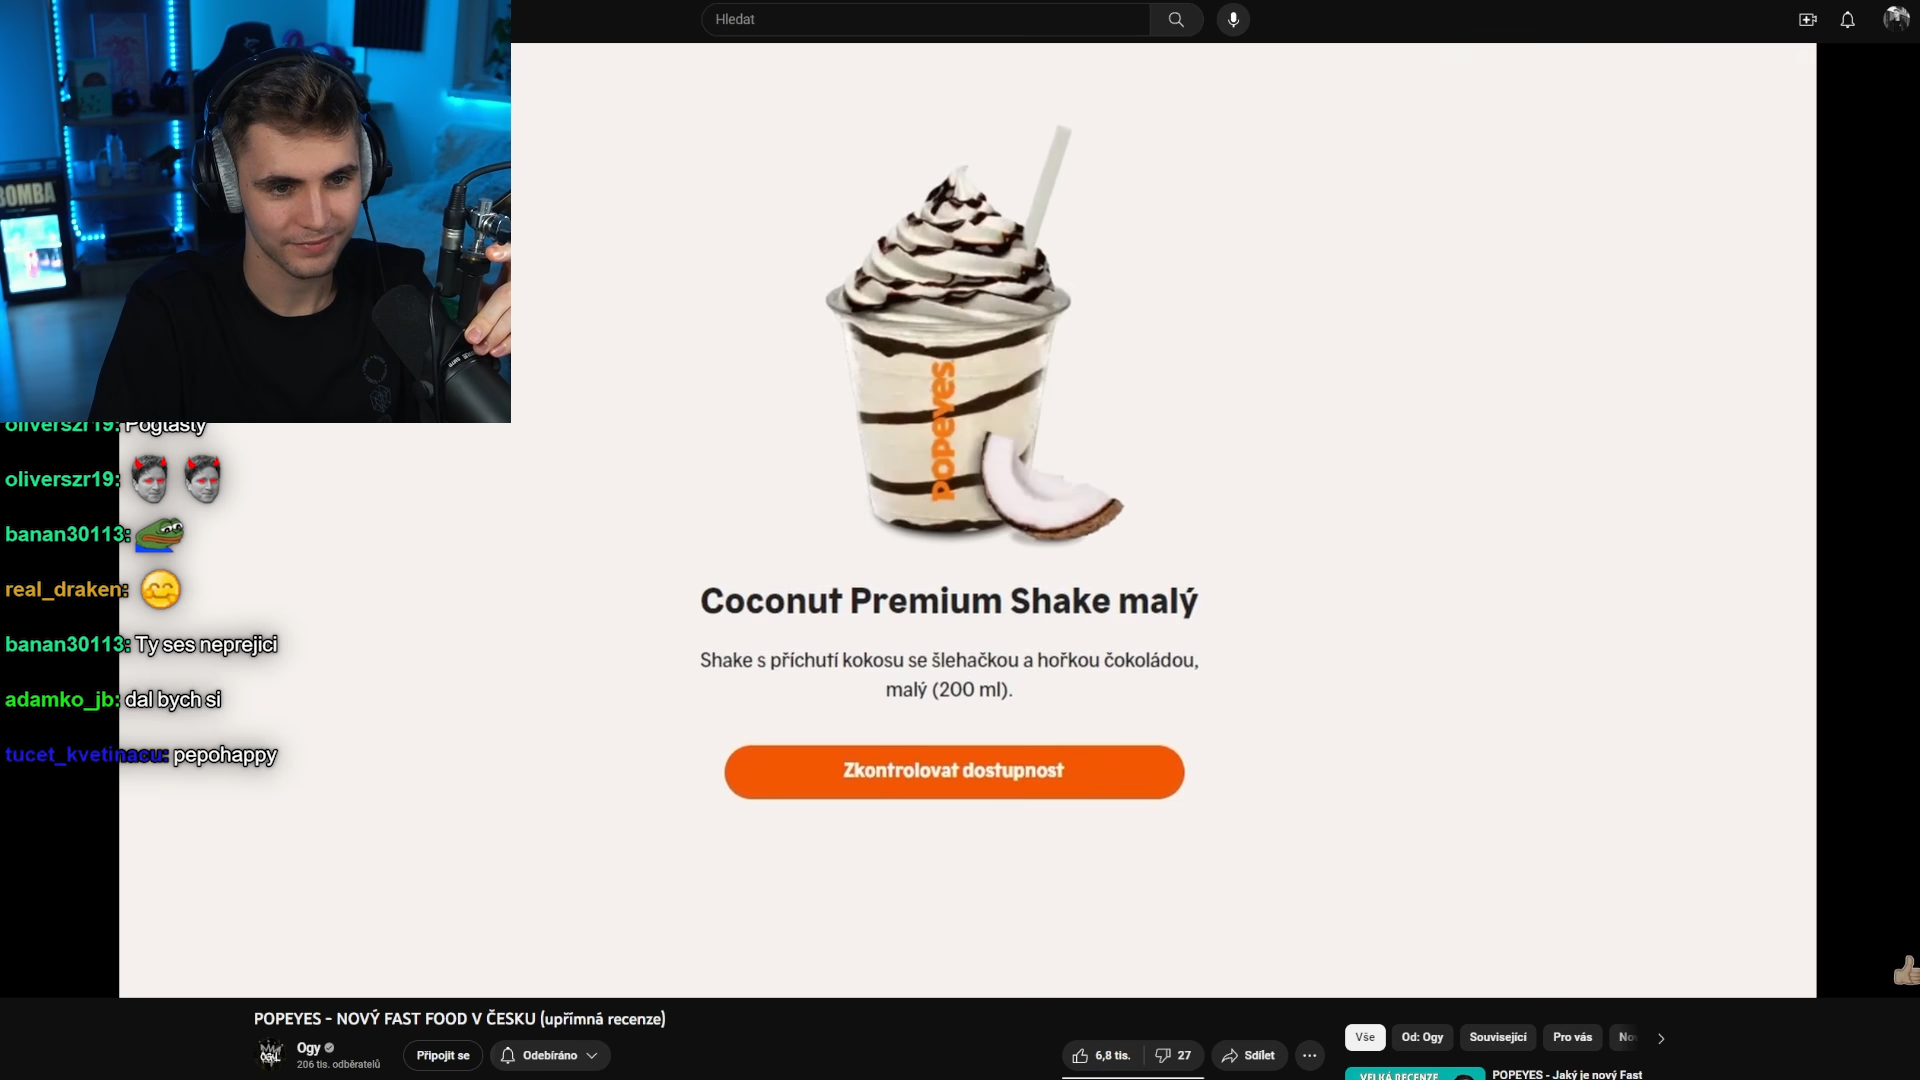 Hledat
BOMBA
POPEYES
oliverszr19: Pogtasty
oliverszr19:
banan30113:
real_draken:
banan30113: Ty ses neprejici
adamko_jb: dal bych si
tucet_kvetinacu: pepohappy
Coconut Premium Shake malý
Shake s příchutí kokosu se šlehačkou a hořkou čokoládou,
malý (200 ml).
Zkontrolovat dostupnost
POPEYES - NOVÝ FAST FOOD V ČESKU (upřímná recenze)
Ogy
206 tis. odběratelů
Připojit se
Odebíráno
6,8 tis.
27
Sdílet
Vše
Od: Ogy
Související
Pro vás
VELKÁ RECENZE
POPEYES - Jaký je nový Fast